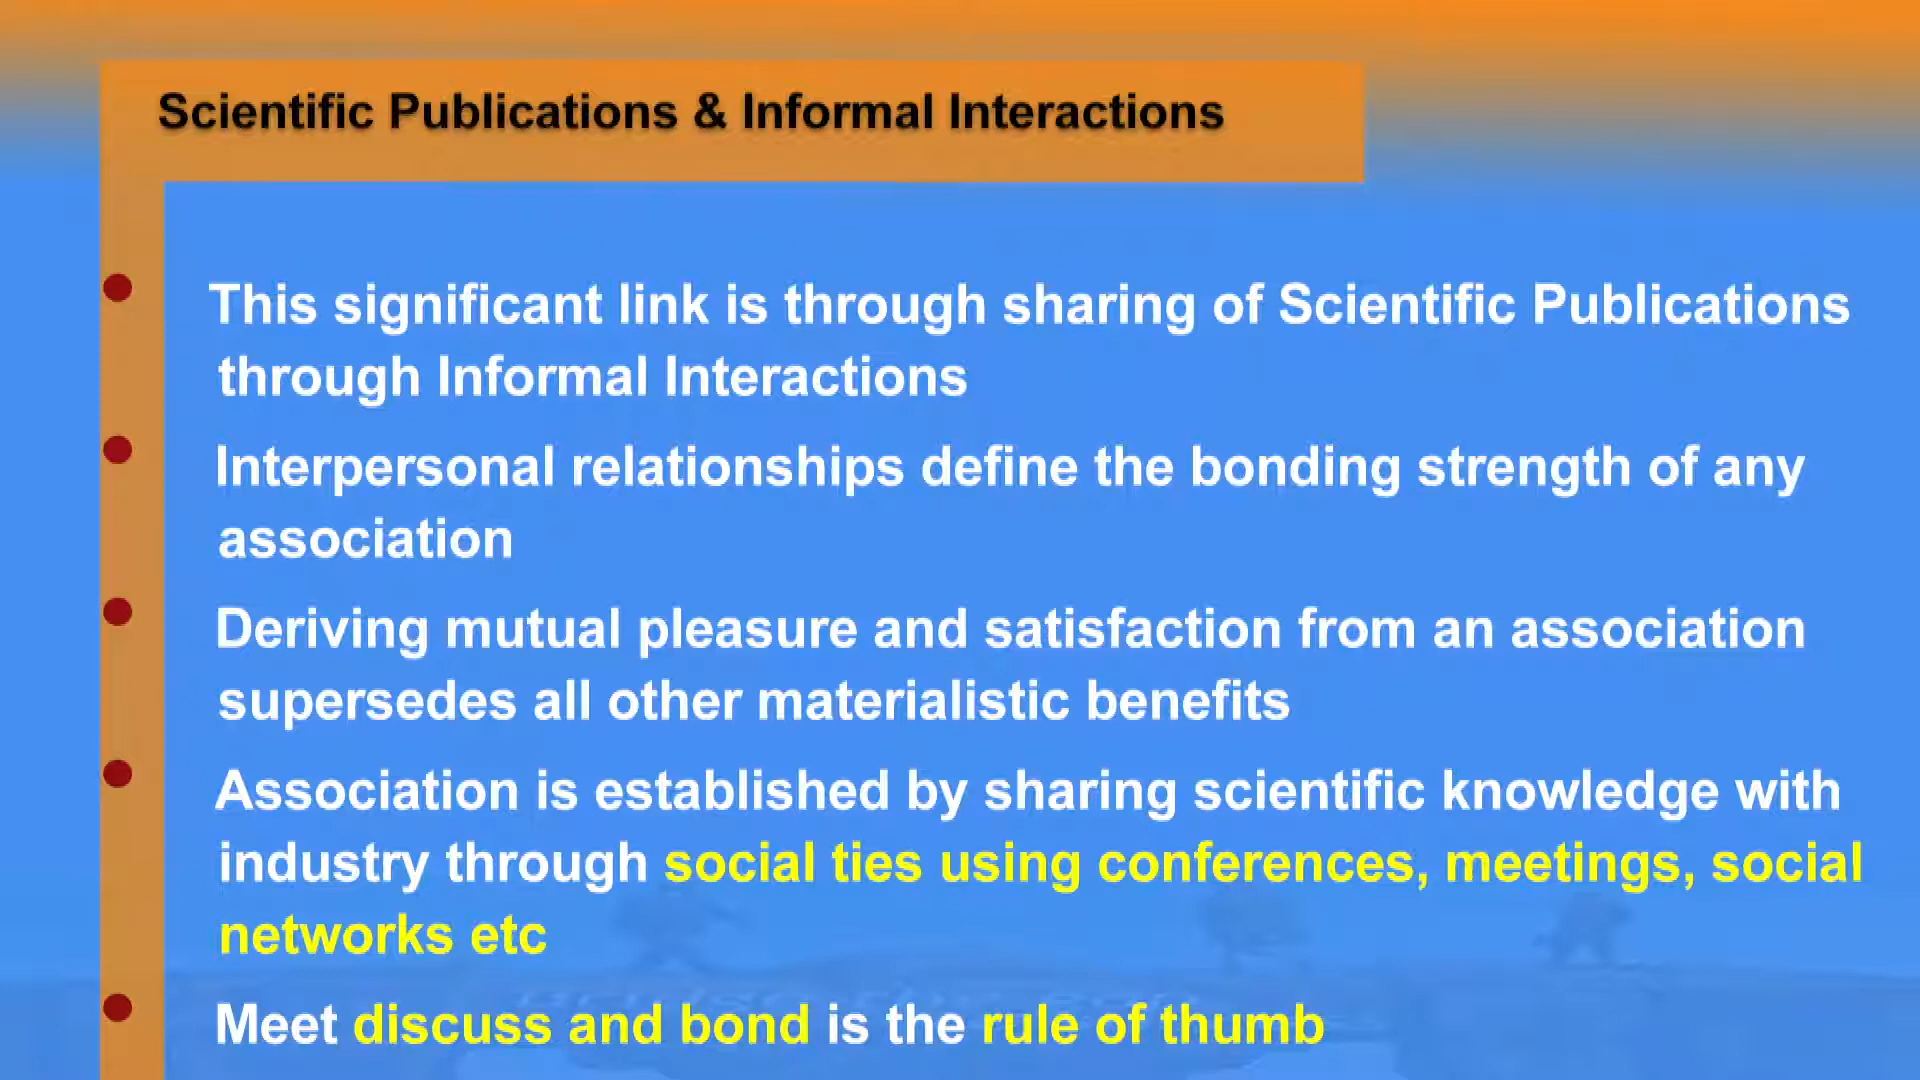 Scientific Publications & Informal Interactions
This significant link is through sharing of Scientific Publications
through Informal Interactions
Interpersonal relationships define the bonding strength of any
association
Deriving mutual pleasure and satisfaction from an association
supersedes all other materialistic benefits
Association is established by sharing scientific knowledge with
industry through social ties using conferences, meetings, social
networks etc
Meet discuss and bond is the rule of thumb